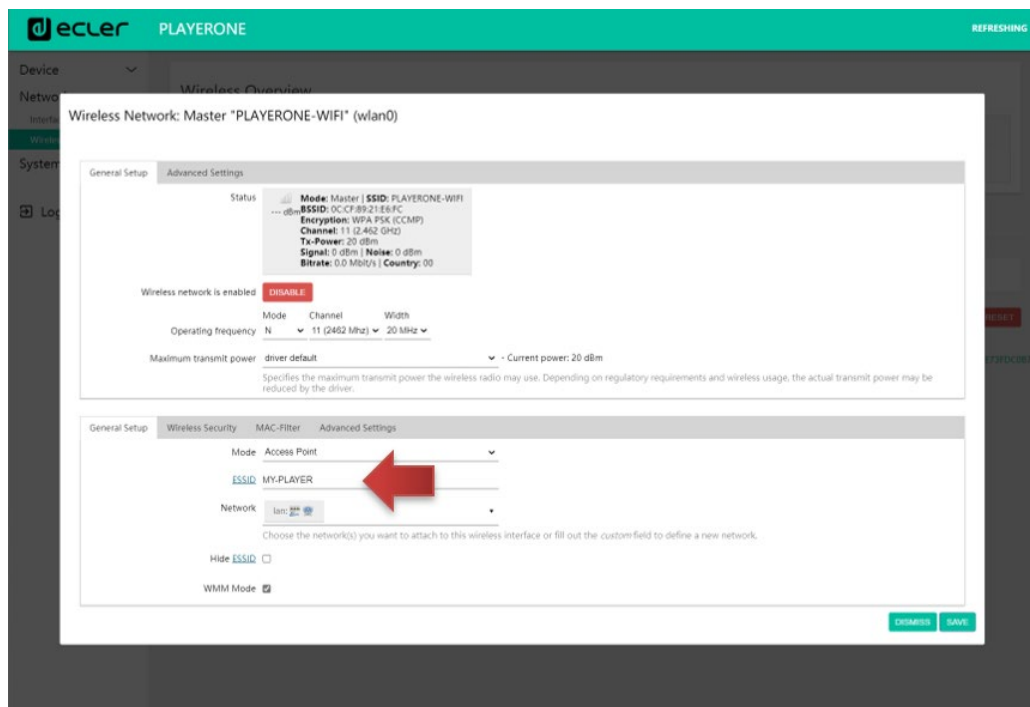 ecler PLAYERONE REFRESHING
Device
Wireless Overview
Wireless Network: Master "PLAYERONE-WIFI" (wlan0)
System
General Setup Advanced Settings
Status
Mode: Master | SSID: PLAYERONE-WIFI
--- dBm BSSID: 0C:CF:89:21:E6:FC
Encryption: WPA PSK (CCMP)
Channel: 11 (2.462 GHz)
Tx-Power: 20 dBm
Signal: 0 dBm | Noise: 0 dBm
Bitrate: 0.0 Mbit/s | Country: 00
Wireless network is enabled DISABLE
Mode Channel Width
Operating frequency N 11 (2462 Mhz) 20 MHz
RESET
Maximum transmit power driver default - Current power: 20 dBm
Specifies the maximum transmit power the wireless radio may use. Depending on regulatory requirements and wireless usage, the actual transmit power may be
reduced by the driver.
General Setup Wireless Security MAC-Filter Advanced Settings
Mode Access Point
ESSID MY-PLAYER
Network lan:
Choose the network(s) you want to attach to this wireless interface or fill out the custom field to define a new network.
Hide ESSID
WMM Mode
DISMISS SAVE